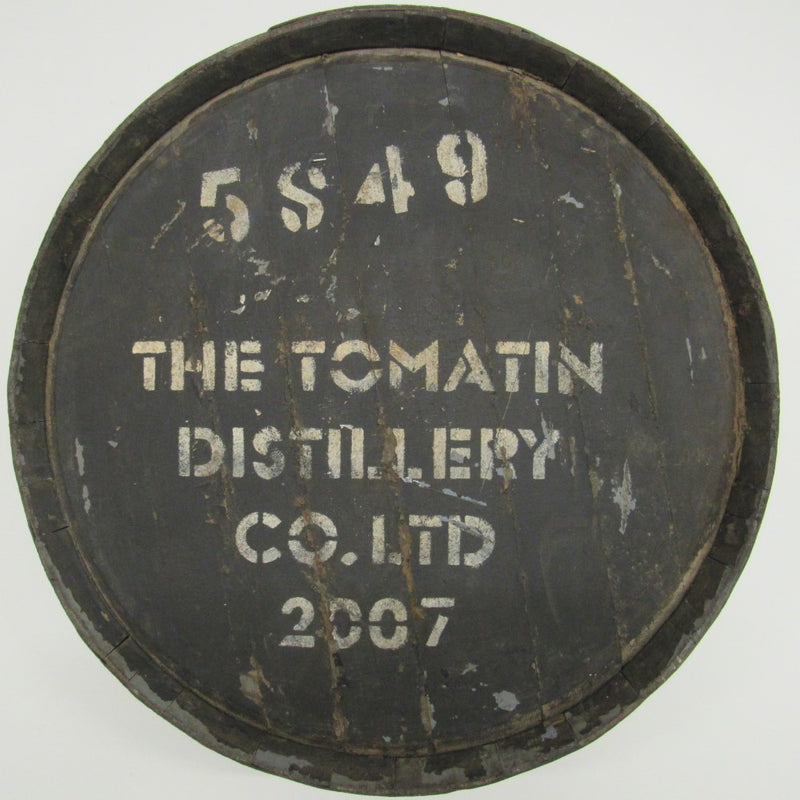 5849
THE TOMATIN
DISTILLERY
CO. LTD
2007